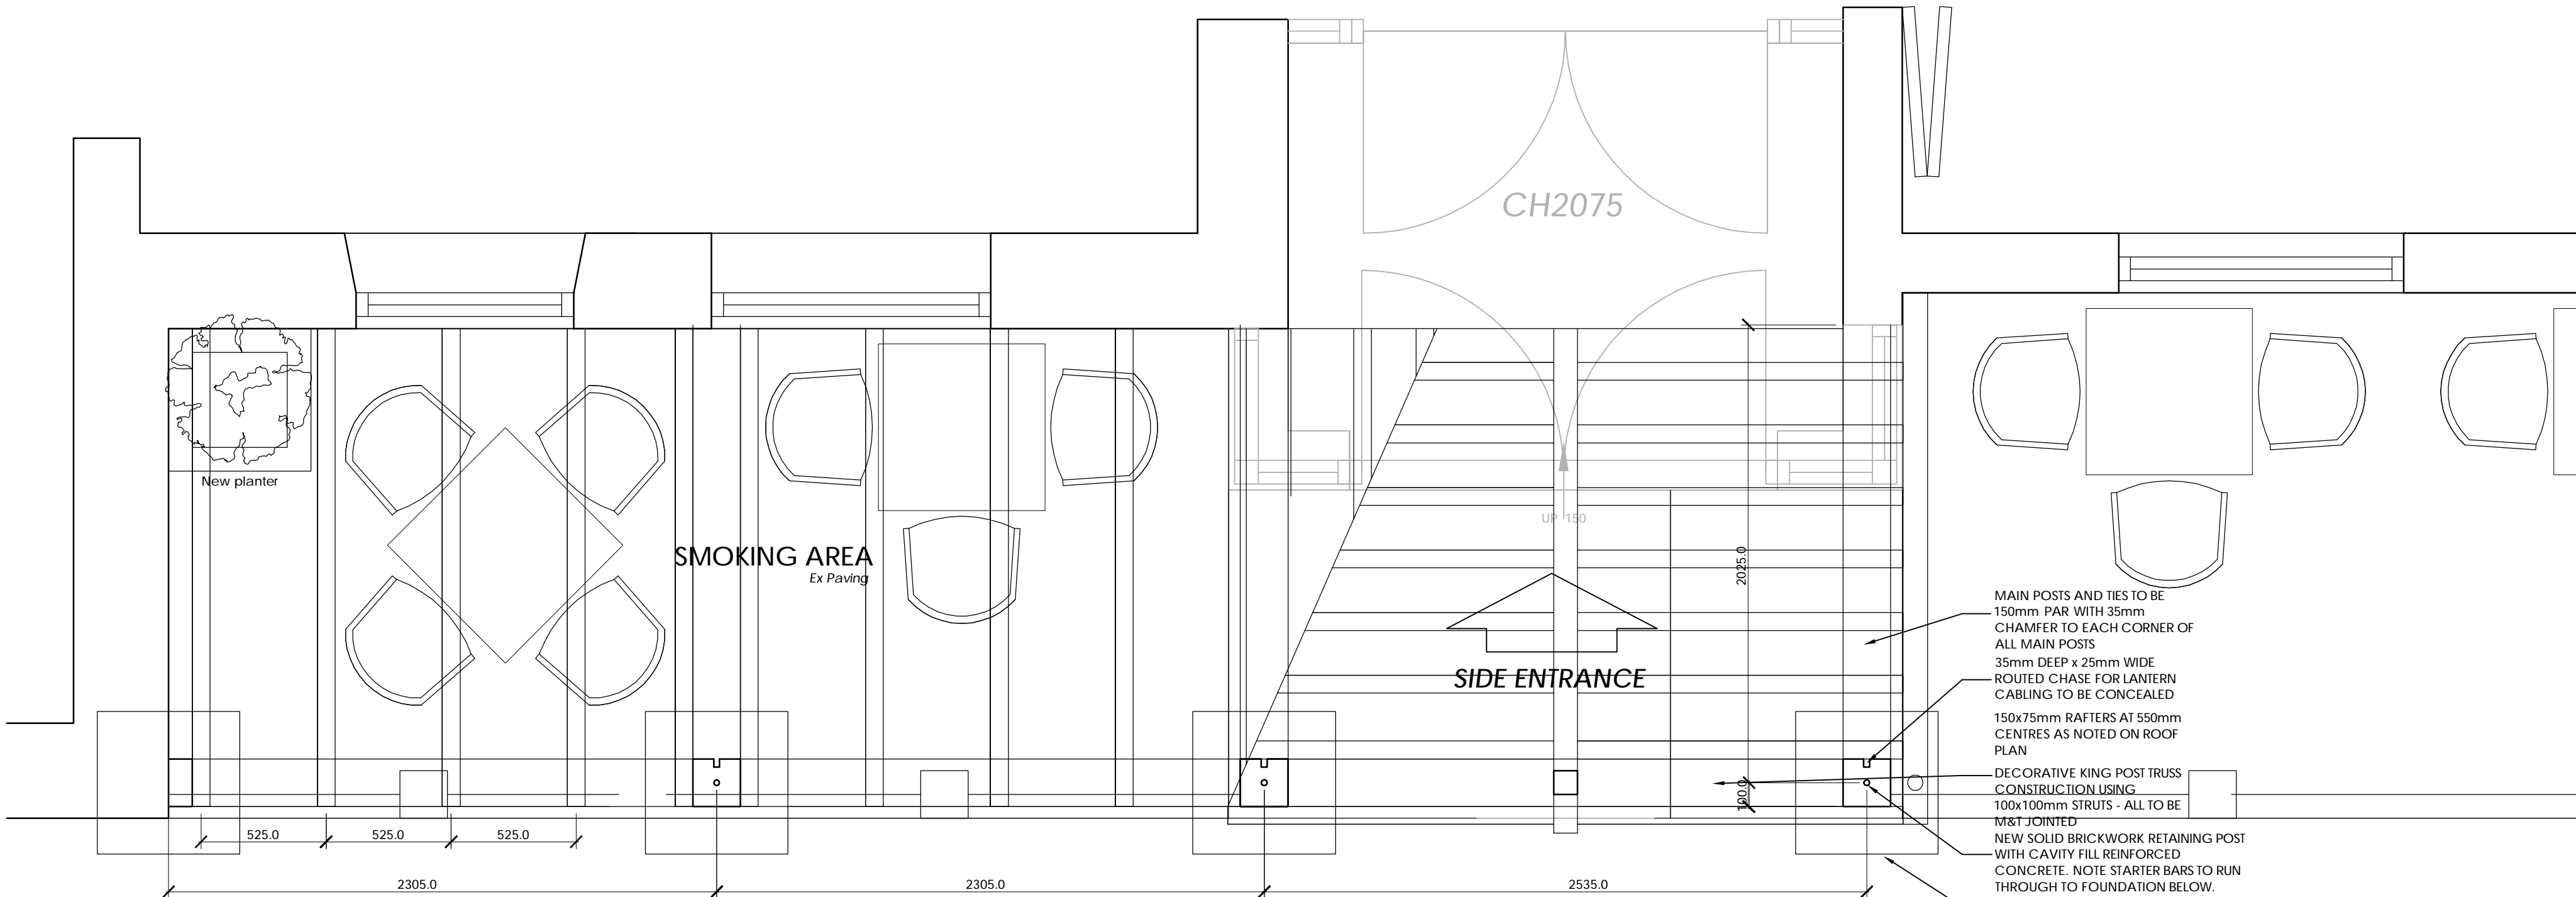 CH2075
New planter
UP 150
SMOKING AREA
Ex Paving
2025.0
SIDE ENTRANCE
100.0
MAIN POSTS AND TIES TO BE
150mm PAR WITH 35mm
CHAMFER TO EACH CORNER OF
ALL MAIN POSTS
35mm DEEP x 25mm WIDE
ROUTED CHASE FOR LANTERN
CABLING TO BE CONCEALED
150x75mm RAFTERS AT 550mm
CENTRES AS NOTED ON ROOF
PLAN
DECORATIVE KING POST TRUSS
CONSTRUCTION USING
100x100mm STRUTS - ALL TO BE
M&T JOINTED
NEW SOLID BRICKWORK RETAINING POST
WITH CAVITY FILL REINFORCED
CONCRETE. NOTE STARTER BARS TO RUN
THROUGH TO FOUNDATION BELOW.
525.0 525.0 525.0
2305.0 2305.0 2535.0